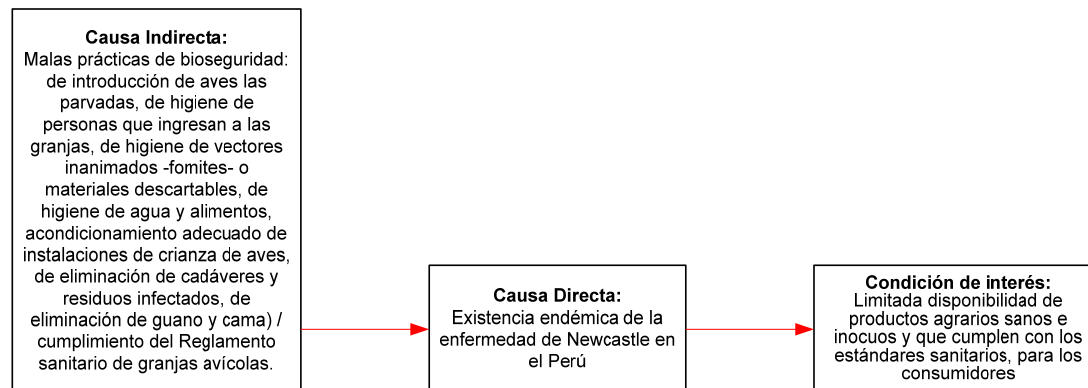 Causa Indirecta:
Malas prácticas de bioseguridad:
de introducción de aves las
parvadas, de higiene de
personas que ingresan a las
granjas, de higiene de vectores
inanimados -fomites- o
materiales descartables, de
higiene de agua y alimentos,
acondicionamiento adecuado de
instalaciones de crianza de aves,
de eliminación de cadáveres y
residuos infectados, de
eliminación de guano y cama) /
cumplimiento del Reglamento
sanitario de granjas avícolas.
Causa Directa:
Existencia endémica de la
enfermedad de Newcastle en
el Perú
Condición de interés:
Limitada disponibilidad de
productos agrarios sanos e
inocuos y que cumplen con los
estándares sanitarios, para los
consumidores